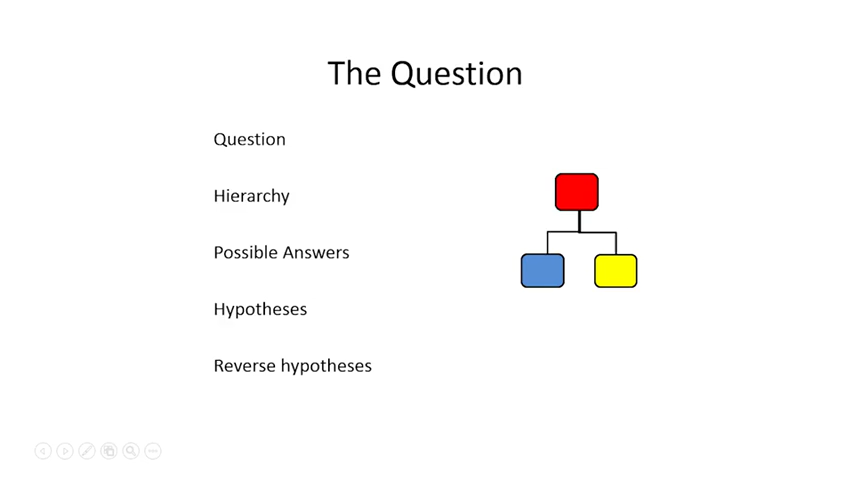 The Question
Question
Hierarchy
Possible Answers
Hypotheses
Reverse hypotheses